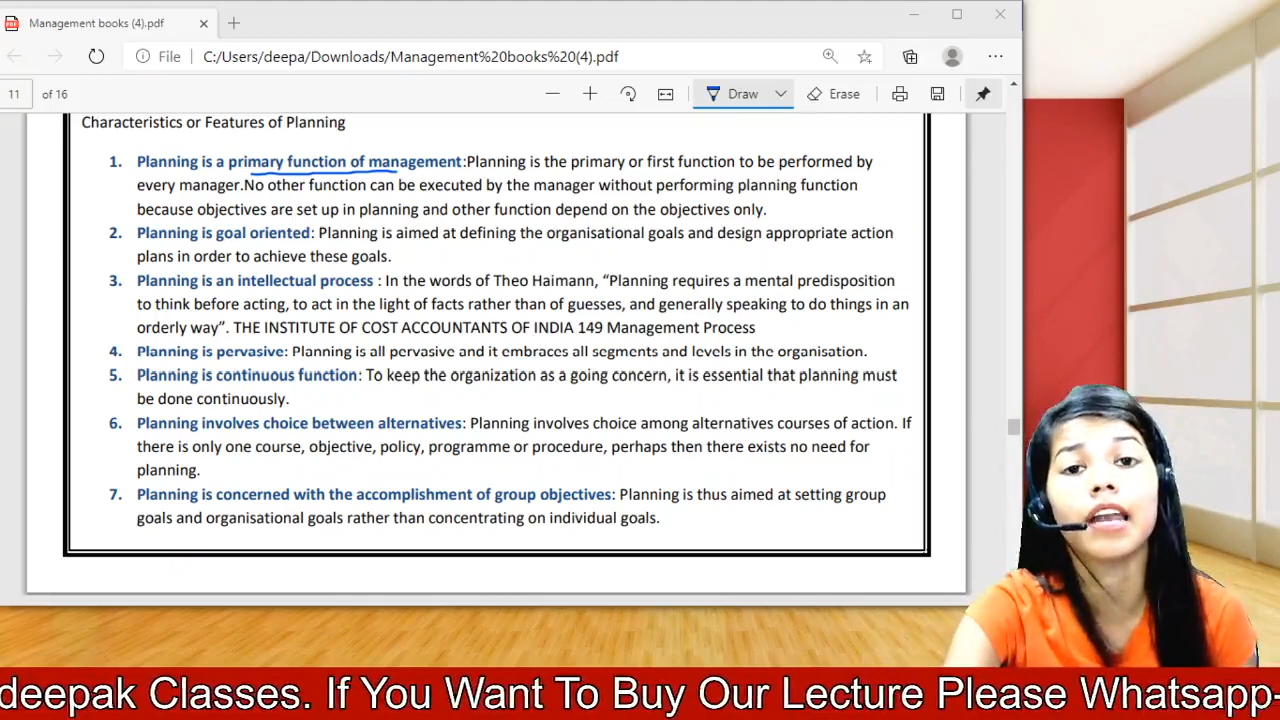 Management books (4).pdf
File C:/Users/deepa/Downloads/Management%20books%20(4).pdf
11 of 16 Draw Erase
Characteristics or Features of Planning
1. Planning is a primary function of management:Planning is the primary or first function to be performed by
every manager.No other function can be executed by the manager without performing planning function
because objectives are set up in planning and other function depend on the objectives only.
2. Planning is goal oriented: Planning is aimed at defining the organisational goals and design appropriate action
plans in order to achieve these goals.
3. Planning is an intellectual process : In the words of Theo Haimann, “Planning requires a mental predisposition
to think before acting, to act in the light of facts rather than of guesses, and generally speaking to do things in an
orderly way”. THE INSTITUTE OF COST ACCOUNTANTS OF INDIA 149 Management Process
4. Planning is pervasive: Planning is all pervasive and it embraces all segments and levels in the organisation.
5. Planning is continuous function: To keep the organization as a going concern, it is essential that planning must
be done continuously.
6. Planning involves choice between alternatives: Planning involves choice among alternatives courses of action. If
there is only one course, objective, policy, programme or procedure, perhaps then there exists no need for
planning.
7. Planning is concerned with the accomplishment of group objectives: Planning is thus aimed at setting group
goals and organisational goals rather than concentrating on individual goals.
deepak Classes. If You Want To Buy Our Lecture Please Whatsapp-